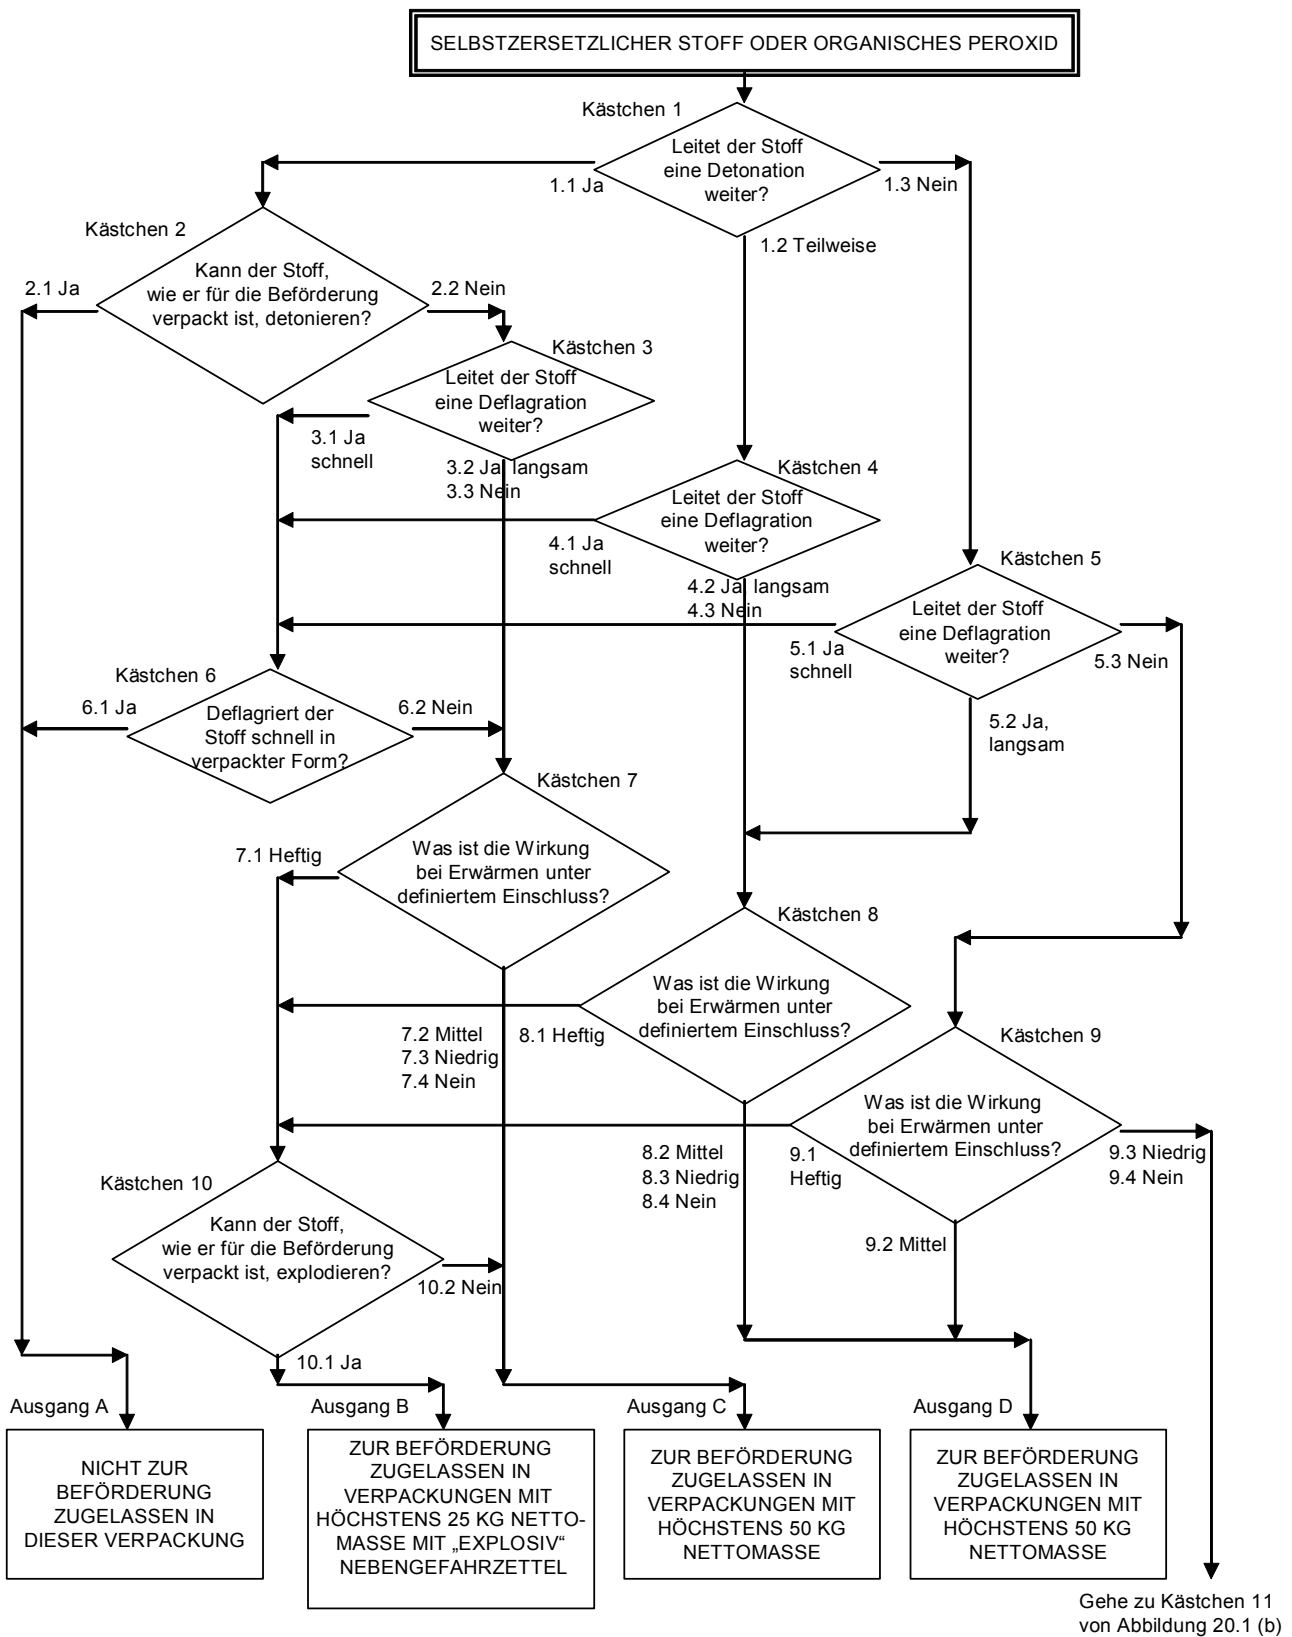 SELBSTZERSETZLICHER STOFF ODER ORGANISCHES PEROXID
Kästchen 1
Leitet der Stoff
eine Detonation
weiter?
1.1 Ja
1.3 Nein
1.2 Teilweise
Kästchen 2
Kann der Stoff,
wie er für die Beförderung
verpackt ist, detonieren?
2.1 Ja
2.2 Nein
Kästchen 3
Leitet der Stoff
eine Deflagration
weiter?
3.1 Ja
schnell
3.2 Ja, langsam
3.3 Nein
Kästchen 4
Leitet der Stoff
eine Deflagration
weiter?
4.1 Ja
schnell
4.2 Ja, langsam
4.3 Nein
Kästchen 5
Leitet der Stoff
eine Deflagration
weiter?
5.1 Ja
schnell
5.3 Nein
5.2 Ja,
langsam
Kästchen 6
6.1 Ja
Deflagriert der
Stoff schnell in
verpackter Form?
6.2 Nein
Kästchen 7
Was ist die Wirkung
bei Erwärmen unter
definiertem Einschluss?
7.1 Heftig
7.2 Mittel
7.3 Niedrig
7.4 Nein
Kästchen 8
Was ist die Wirkung
bei Erwärmen unter
definiertem Einschluss?
8.1 Heftig
8.2 Mittel
8.3 Niedrig
8.4 Nein
Kästchen 9
Was ist die Wirkung
bei Erwärmen unter
definiertem Einschluss?
9.1
Heftig
9.3 Niedrig
9.4 Nein
9.2 Mittel
Kästchen 10
Kann der Stoff,
wie er für die Beförderung
verpackt ist, explodieren?
10.2 Nein
10.1 Ja
Ausgang A
NICHT ZUR
BEFÖRDERUNG
ZUGELASSEN IN
DIESER VERPACKUNG
Ausgang B
ZUR BEFÖRDERUNG
ZUGELASSEN IN
VERPACKUNGEN MIT
HÖCHSTENS 25 KG NETTO-
MASSE MIT „EXPLOSIV“
NEBENGEFAHRZETTEL
Ausgang C
ZUR BEFÖRDERUNG
ZUGELASSEN IN
VERPACKUNGEN MIT
HÖCHSTENS 50 KG
NETTOMASSE
Ausgang D
ZUR BEFÖRDERUNG
ZUGELASSEN IN
VERPACKUNGEN MIT
HÖCHSTENS 50 KG
NETTOMASSE
Gehe zu Kästchen 11
von Abbildung 20.1 (b)